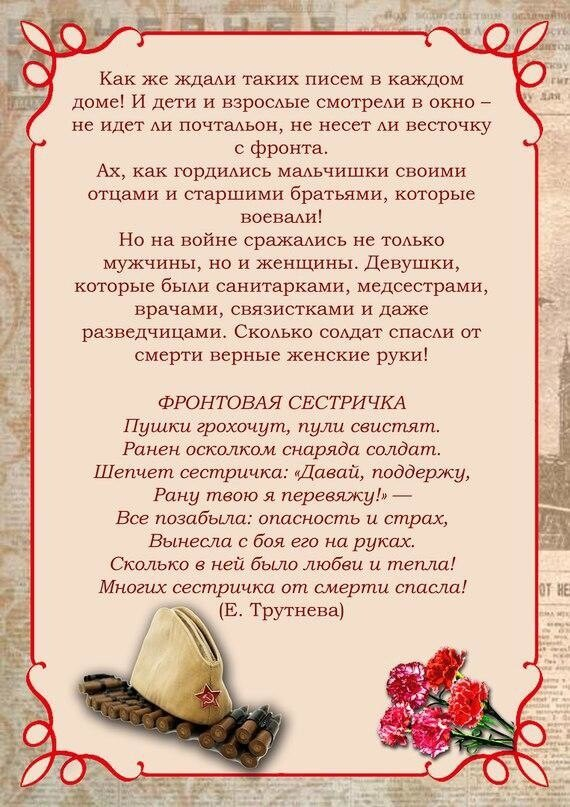 Как же ждали таких писем в каждом
доме! И дети и взрослые смотрели в окно –
не идет ли почтальон, не несет ли весточку
с фронта.
Ах, как гордились мальчишки своими
отцами и старшими братьями, которые
воевали!
Но на войне сражались не только
мужчины, но и женщины. Девушки,
которые были санитарками, медсестрами,
врачами, связистками и даже
разведчицами. Сколько солдат спасли от
смерти верные женские руки!
ФРОНТОВАЯ СЕСТРИЧКА
Пушки грохочут, пули свистят.
Ранен осколком снаряда солдат.
Шепчет сестричка: «Давай, поддержу,
Рану твою я перевяжу!» —
Все позабыла: опасность и страх,
Вынесла с боя его на руках.
Сколько в ней было любви и тепла!
Многих сестричка от смерти спасла!
(Е. Трутнева)